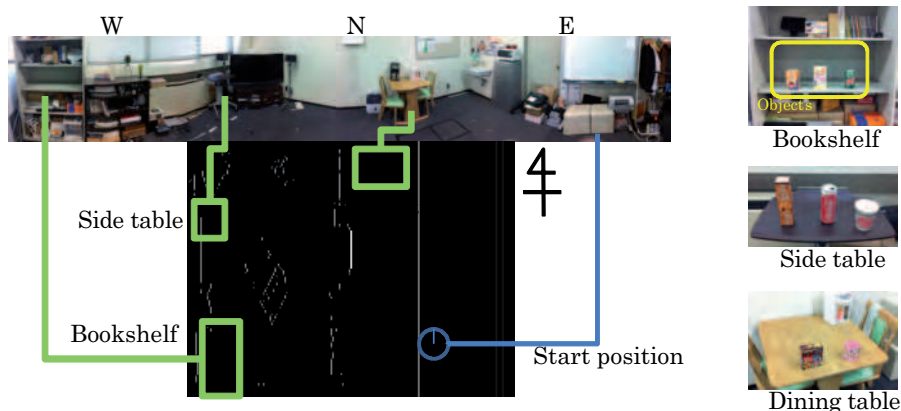 W N E
Objects
Bookshelf
Side table
Side table
Bookshelf
Start position
Dining table